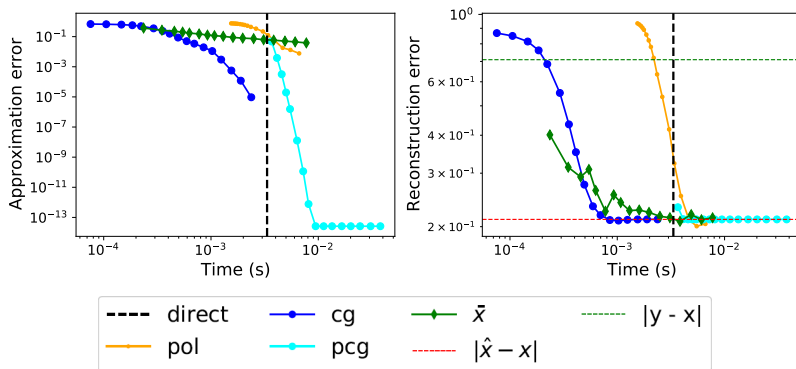 10⁻¹
10⁻³
10⁻⁵
10⁻⁷
10⁻⁹
10⁻¹¹
10⁻¹³
Approximation error
10⁻⁴
10⁻³
10⁻²
Time (s)
10⁰
6 × 10⁻¹
4 × 10⁻¹
3 × 10⁻¹
2 × 10⁻¹
Reconstruction error
10⁻⁴
10⁻³
10⁻²
Time (s)
direct
pol
cg
pcg
x̄
|x̂ − x|
|y - x|